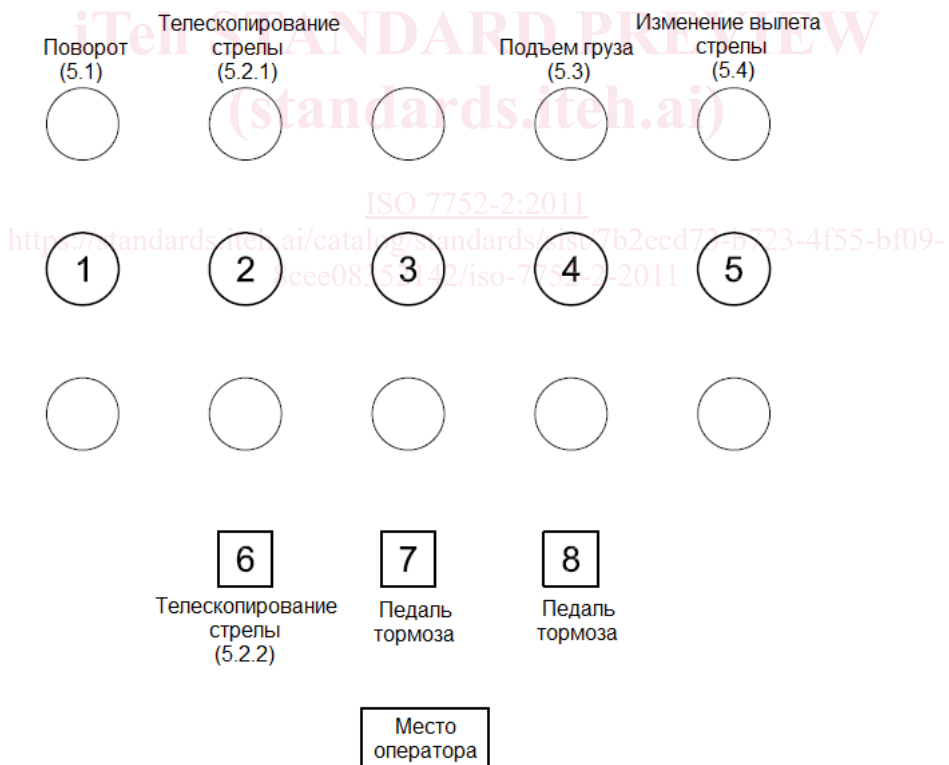 iTeh STANDARD PREVIEW
(standards.iteh.ai)
Поворот
(5.1)
Телескопирование
стрелы
(5.2.1)
Подъем груза
(5.3)
Изменение вылета
стрелы
(5.4)
ISO 7752-2:2011
1 2 3 4 5
6 7 8
Телескопирование
стрелы
(5.2.2)
Педаль
тормоза
Педаль
тормоза
Место
оператора